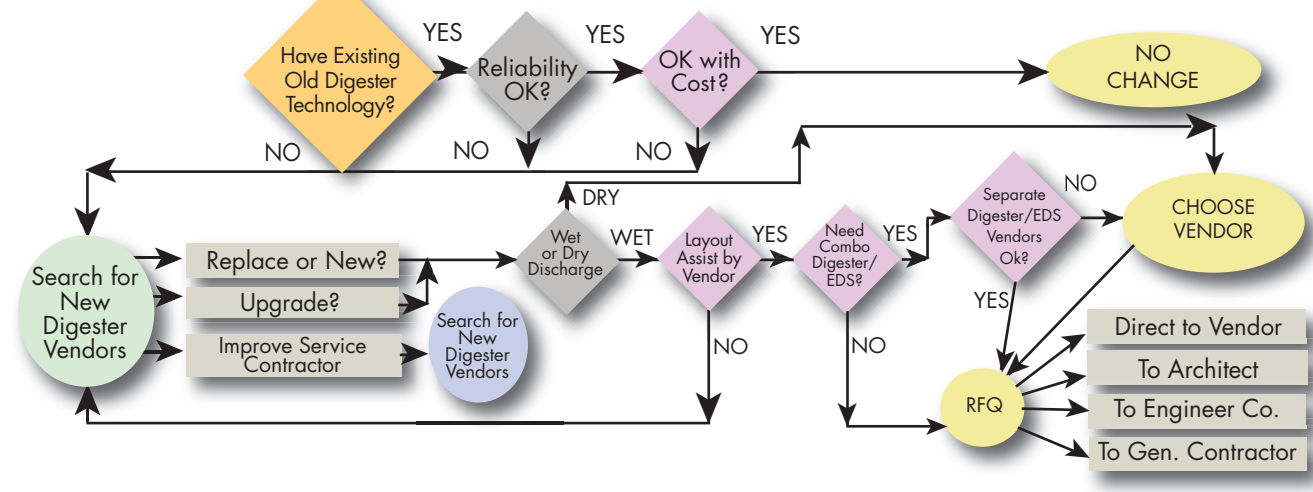 Have Existing
Old Digester
Technology?
YES
Reliability
OK?
YES
OK with
Cost?
YES
NO
CHANGE
NO
NO
NO
Search for
New
Digester
Vendors
Replace or New?
Upgrade?
Improve Service
Contractor
Search for
New
Digester
Vendors
DRY
Wet
or Dry
Discharge
WET
Layout
Assist by
Vendor
YES
NO
Need
Combo
Digester/
EDS?
YES
NO
Separate
Digester/EDS
Vendors
Ok?
NO
YES
CHOOSE
VENDOR
RFQ
Direct to Vendor
To Architect
To Engineer Co.
To Gen. Contractor